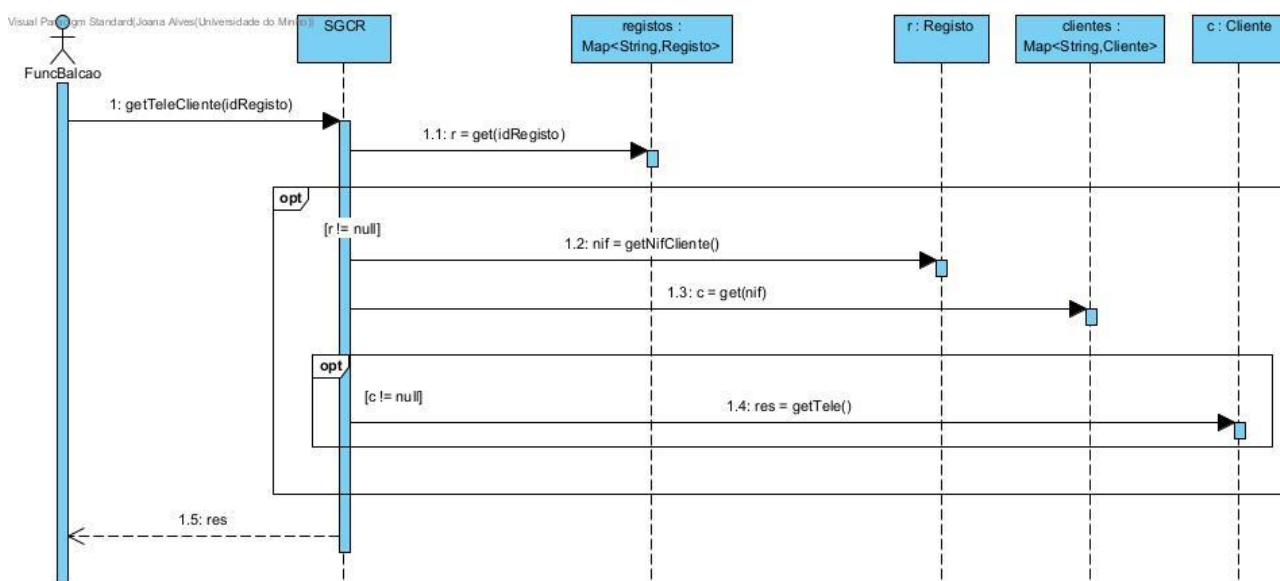 Visual Paradigm Standard(Joana Alves(Universidade do Minho))
FuncBalcao
SGCR
registos :
Map<String,Registo>
r : Registo
clientes :
Map<String,Cliente>
c : Cliente
1: getTeleCliente(idRegisto)
1.1: r = get(idRegisto)
opt
[r != null]
1.2: nif = getNifCliente()
1.3: c = get(nif)
opt
[c != null]
1.4: res = getTele()
1.5: res